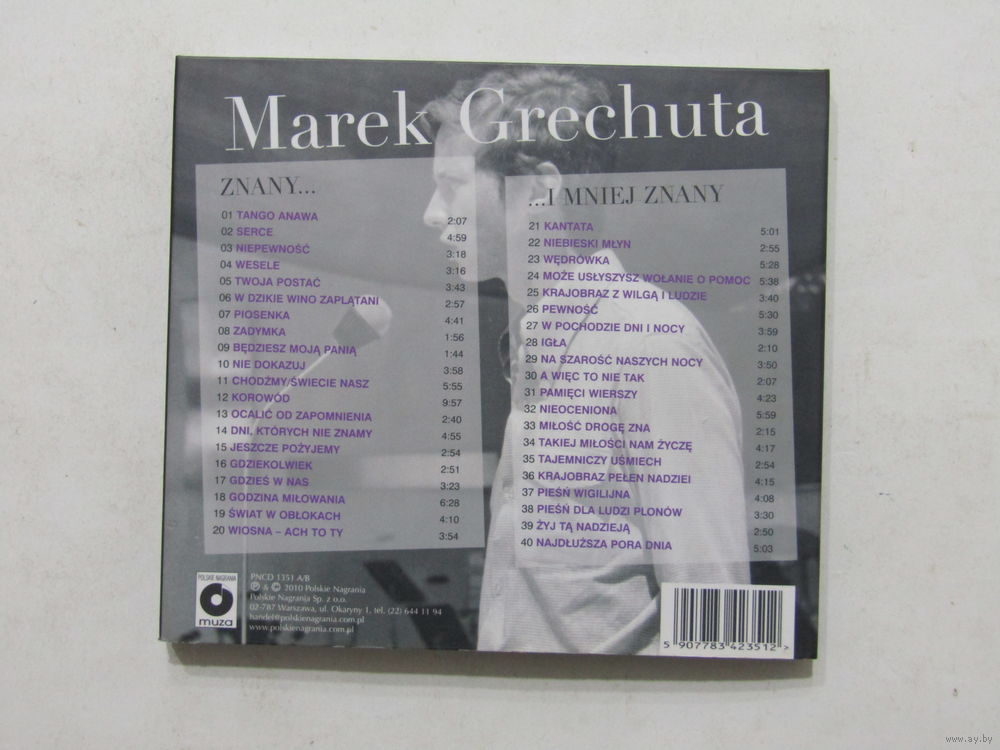 Marek Grechuta
ZNANY...
01 TANGO ANAWA 2:07
02 SERCE 4:59
03 NIEPEWNOŚĆ 3:18
04 WESELE 3:16
05 TWOJA POSTAĆ 3:43
06 W DZIKIE WINO ZAPLĄTANI 2:57
07 PIOSENKA 4:41
08 ZADYMKA 1:56
09 BĘDZIESZ MOJĄ PANIĄ 1:44
10 NIE DOKAZUJ 3:58
11 CHODŹMY/ŚWIECIE NASZ 5:55
12 KOROWÓD 9:57
13 OCALIĆ OD ZAPOMNIENIA 2:40
14 DNI, KTÓRYCH NIE ZNAMY 4:55
15 JESZCZE POŻYJEMY 2:54
16 GDZIEKOLWIEK 2:51
17 GDZIEŚ W NAS 3:23
18 GODZINA MIŁOWANIA 6:28
19 ŚWIAT W OBŁOKACH 4:10
20 WIOSNA – ACH TO TY 3:54
...I MNIEJ ZNANY
21 KANTATA 5:01
22 NIEBIESKI MŁYN 2:55
23 WĘDRÓWKA 5:28
24 MOŻE USŁYSZYSZ WOŁANIE O POMOC 5:38
25 KRAJOBRAZ Z WILGĄ I LUDZIE 3:40
26 PEWNOŚĆ 5:30
27 W POCHODZIE DNI I NOCY 3:59
28 IGŁA 2:10
29 NA SZAROŚĆ NASZYCH NOCY 3:50
30 A WIĘC TO NIE TAK 2:07
31 PAMIĘCI WIERSZY 4:23
32 NIEOCENIONA 5:59
33 MIŁOŚĆ DROGĘ ZNA 2:15
34 TAKIEJ MIŁOŚCI NAM ŻYCZĘ 4:17
35 TAJEMNICZY UŚMIECH 2:54
36 KRAJOBRAZ PEŁEN NADZIEI 4:15
37 PIEŚŃ WIGILIJNA 4:08
38 PIEŚŃ DLA LUDZI PLONÓW 3:30
39 ŻYJ TĄ NADZIEJĄ 2:50
40 NAJDŁUŻSZA PORA DNIA 5:03
POLSKIE NAGRANIA
muza
PNCD 1351 A/B
℗ & © 2010 Polskie Nagrania
Polskie Nagrania Sp. z o.o.
02-787 Warszawa, ul. Okaryny 1, tel. (22) 644 11 94
handel@polskienagrania.com.pl
www.polskienagrania.com.pl
5 907783 423512 >
www.ay.by